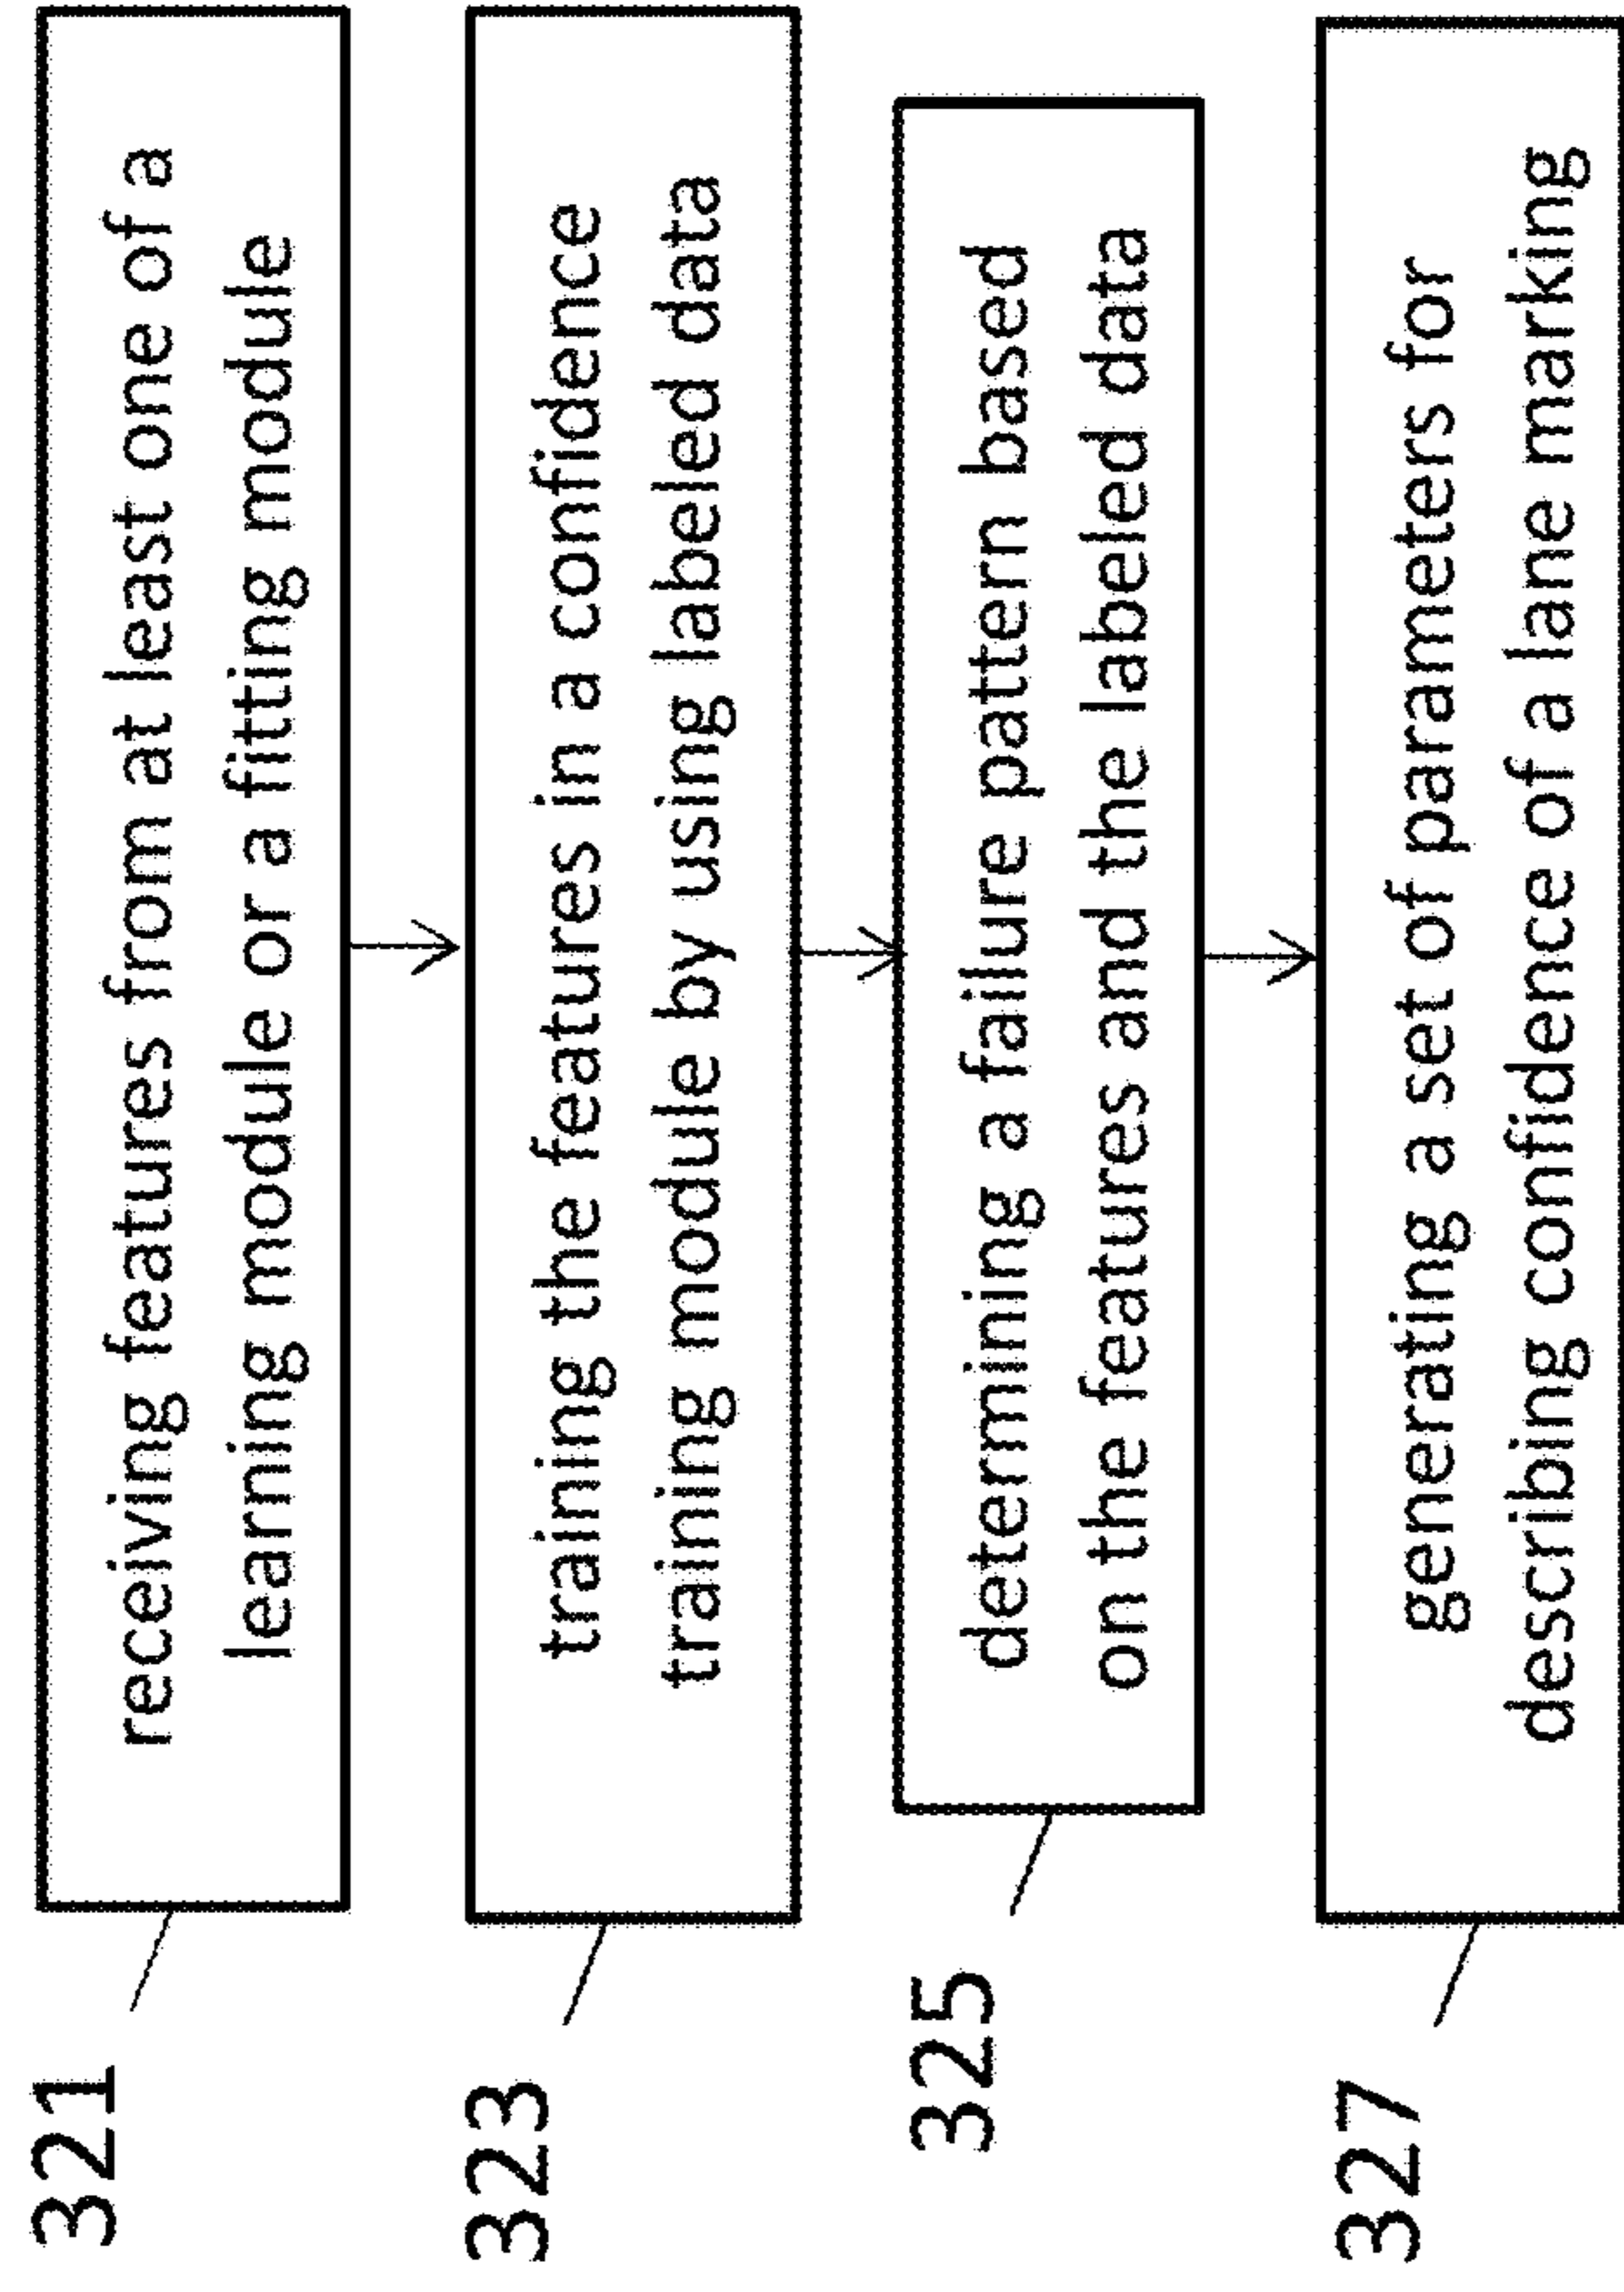 321
receiving features from at least one of a
learning module or a fitting module
323
training the features in a confidence
training module by using labeled data
325
determining a failure pattern based
on the features and the labeled data
327
generating a set of parameters for
describing confidence of a lane marking